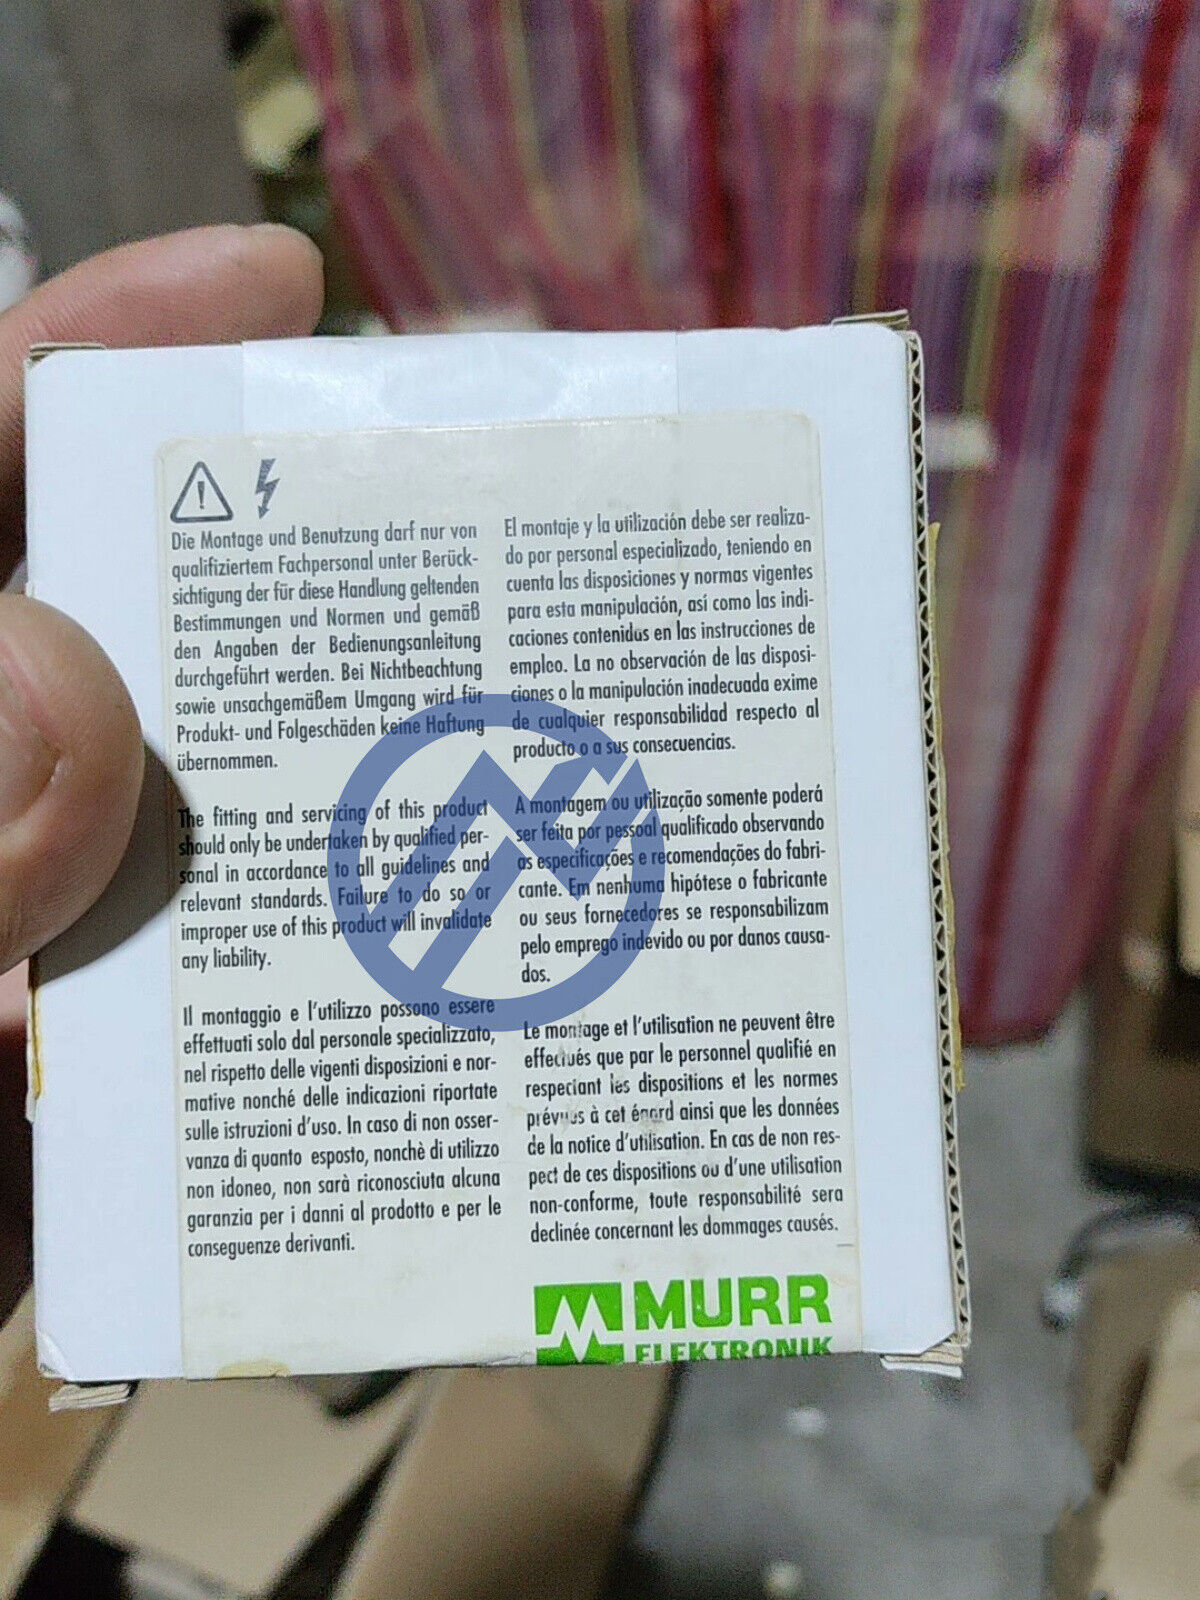 Die Montage und Benutzung darf nur von
qualifiziertem Fachpersonal unter Berück-
sichtigung der für diese Handlung geltenden
Bestimmungen und Normen und gemäß
den Angaben der Bedienungsanleitung
durchgeführt werden. Bei Nichtbeachtung
sowie unsachgemäßem Umgang wird für
Produkt- und Folgeschäden keine Haftung
übernommen.
The fitting and servicing of this product
should only be undertaken by qualified per-
sonal in accordance to all guidelines and
relevant standards. Failure to do so or
improper use of this product will invalidate
any liability.
Il montaggio e l'utilizzo possono essere
effettuati solo dal personale specializzato,
nel rispetto delle vigenti disposizioni e nor-
mative nonché delle indicazioni riportate
sulle istruzioni d'uso. In caso di non osser-
vanza di quanto esposto, nonchè di utilizzo
non idoneo, non sarà riconosciuta alcuna
garanzia per i danni al prodotto e per le
conseguenze derivanti.
El montaje y la utilización debe ser realiza-
do por personal especializado, teniendo en
cuenta las disposiciones y normas vigentes
para esta manipulación, así como las indi-
caciones contenidas en las instrucciones de
empleo. La no observación de las disposi-
ciones o la manipulación inadecuada exime
de cualquier responsabilidad respecto al
producto o a sus consecuencias.
A montagem ou utilização somente poderá
ser feita por pessoal qualificado observando
as especificações e recomendações do fabri-
cante. Em nenhuma hipótese o fabricante
ou seus fornecedores se responsabilizam
pelo emprego indevido ou por danos causa-
dos.
Le montage et l'utilisation ne peuvent être
effectués que par le personnel qualifié en
respectant les dispositions et les normes
prévues à cet égard ainsi que les données
de la notice d'utilisation. En cas de non res-
pect de ces dispositions ou d'une utilisation
non-conforme, toute responsabilité sera
declinée concernant les dommages causés.
MURR
ELEKTRONIK